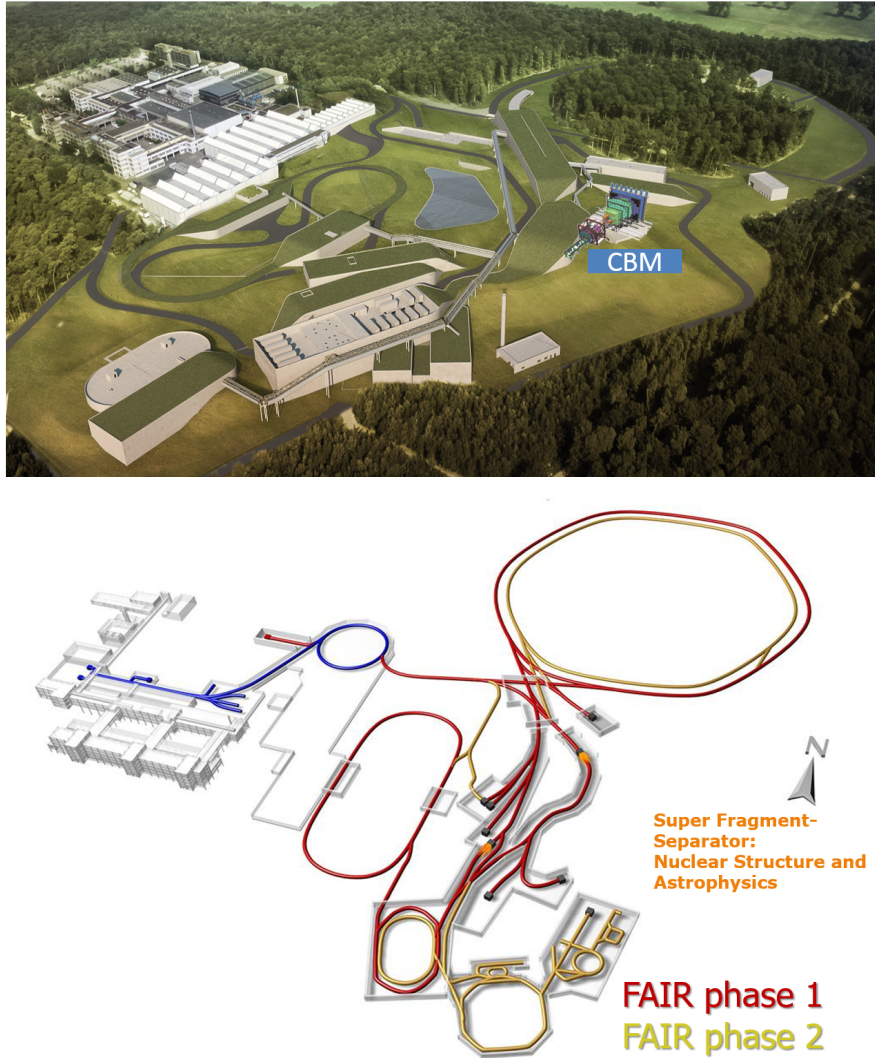 CBM
N
Super Fragment-
Separator:
Nuclear Structure and
Astrophysics
FAIR phase 1
FAIR phase 2